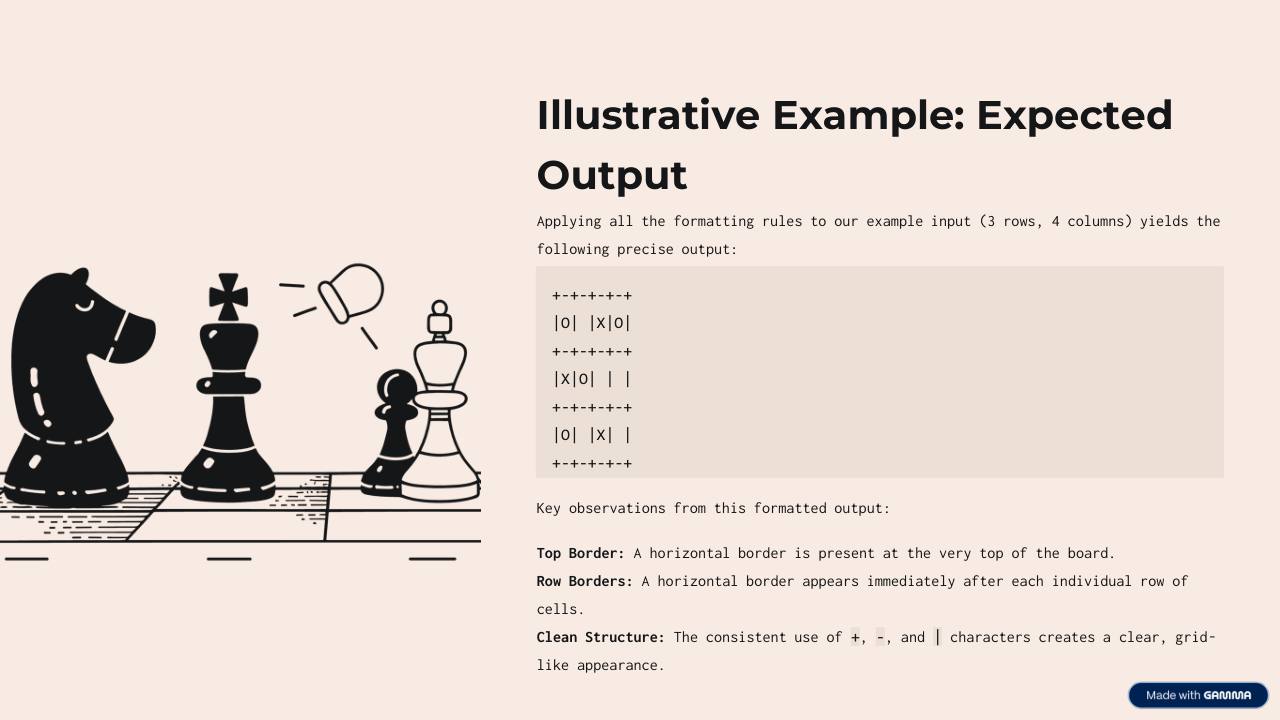 Illustrative Example: Expected
Output
Applying all the formatting rules to our example input (3 rows, 4 columns) yields the
following precise output:
+-+-+-+-+
|O| |X|O|
+-+-+-+-+
|X|O| | |
+-+-+-+-+
|O| |X| |
+-+-+-+-+
Key observations from this formatted output:
Top Border: A horizontal border is present at the very top of the board.
Row Borders: A horizontal border appears immediately after each individual row of
cells.
Clean Structure: The consistent use of +, -, and | characters creates a clear, grid-
like appearance.
Made with GAMMA